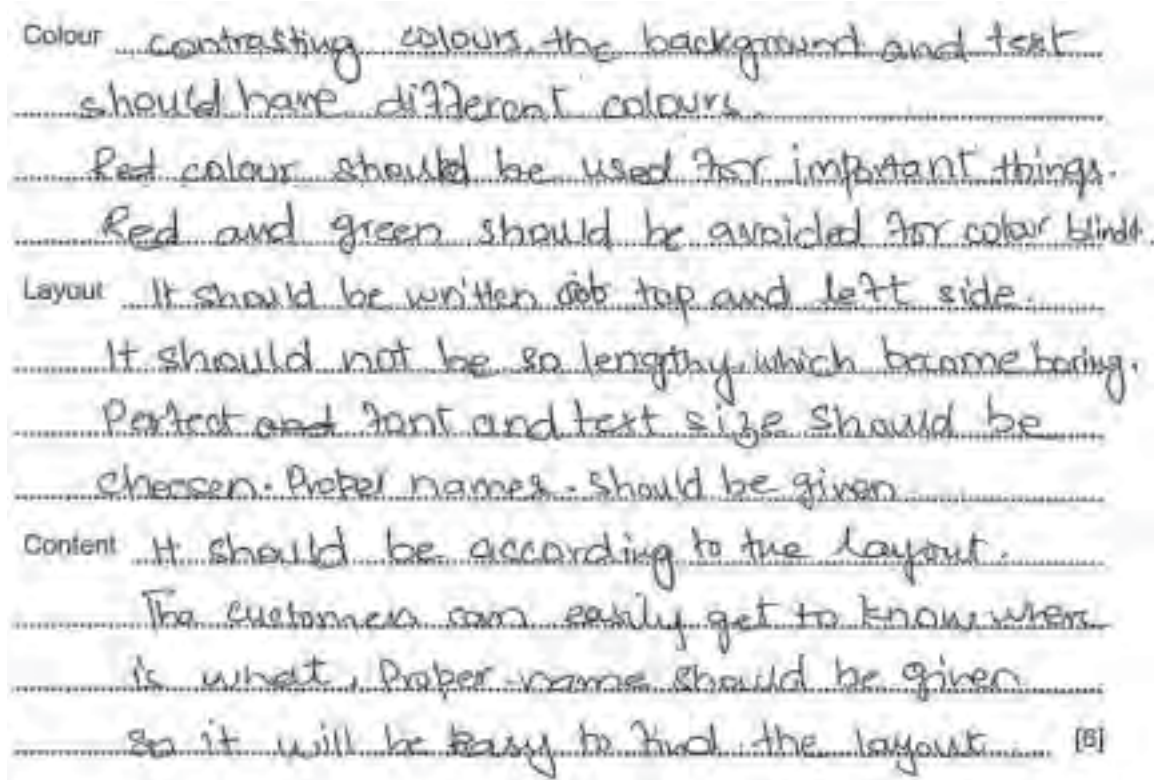 Colour contrasting colours, the background and text
should have different colours.
Red colour should be used for important things.
Red and green should be avoided for colour blinds.
Layout It should be written top and left side.
It should not be so lengthy, which become boring.
Perfect and font and text size should be
choosen. Proper names. should be given
Content It should be according to the layout.
The customers can easily get to know where
is what, Proper name should be given
so it will be easy to find the layout [6]